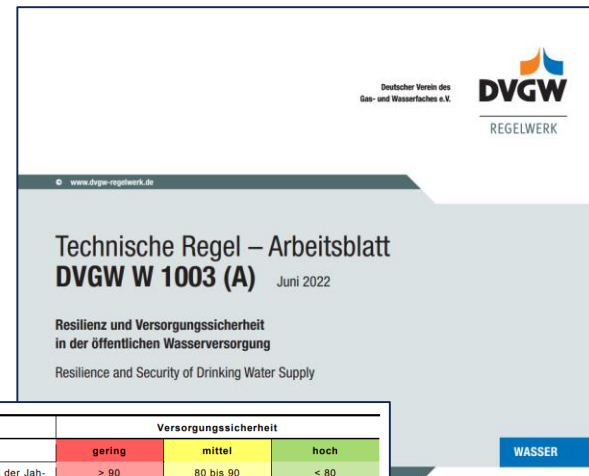 Deutscher Verein des
Gas- und Wasserfaches e.V.
DVGW
REGELWERK
© www.dvgw-regelwerk.de
Technische Regel – Arbeitsblatt
DVGW W 1003 (A) Juni 2022
Resilienz und Versorgungssicherheit
in der öffentlichen Wasserversorgung
Resilience and Security of Drinking Water Supply
WASSER
Versorgungssicherheit
gering mittel hoch
der Jah- > 90 80 bis 90 < 80